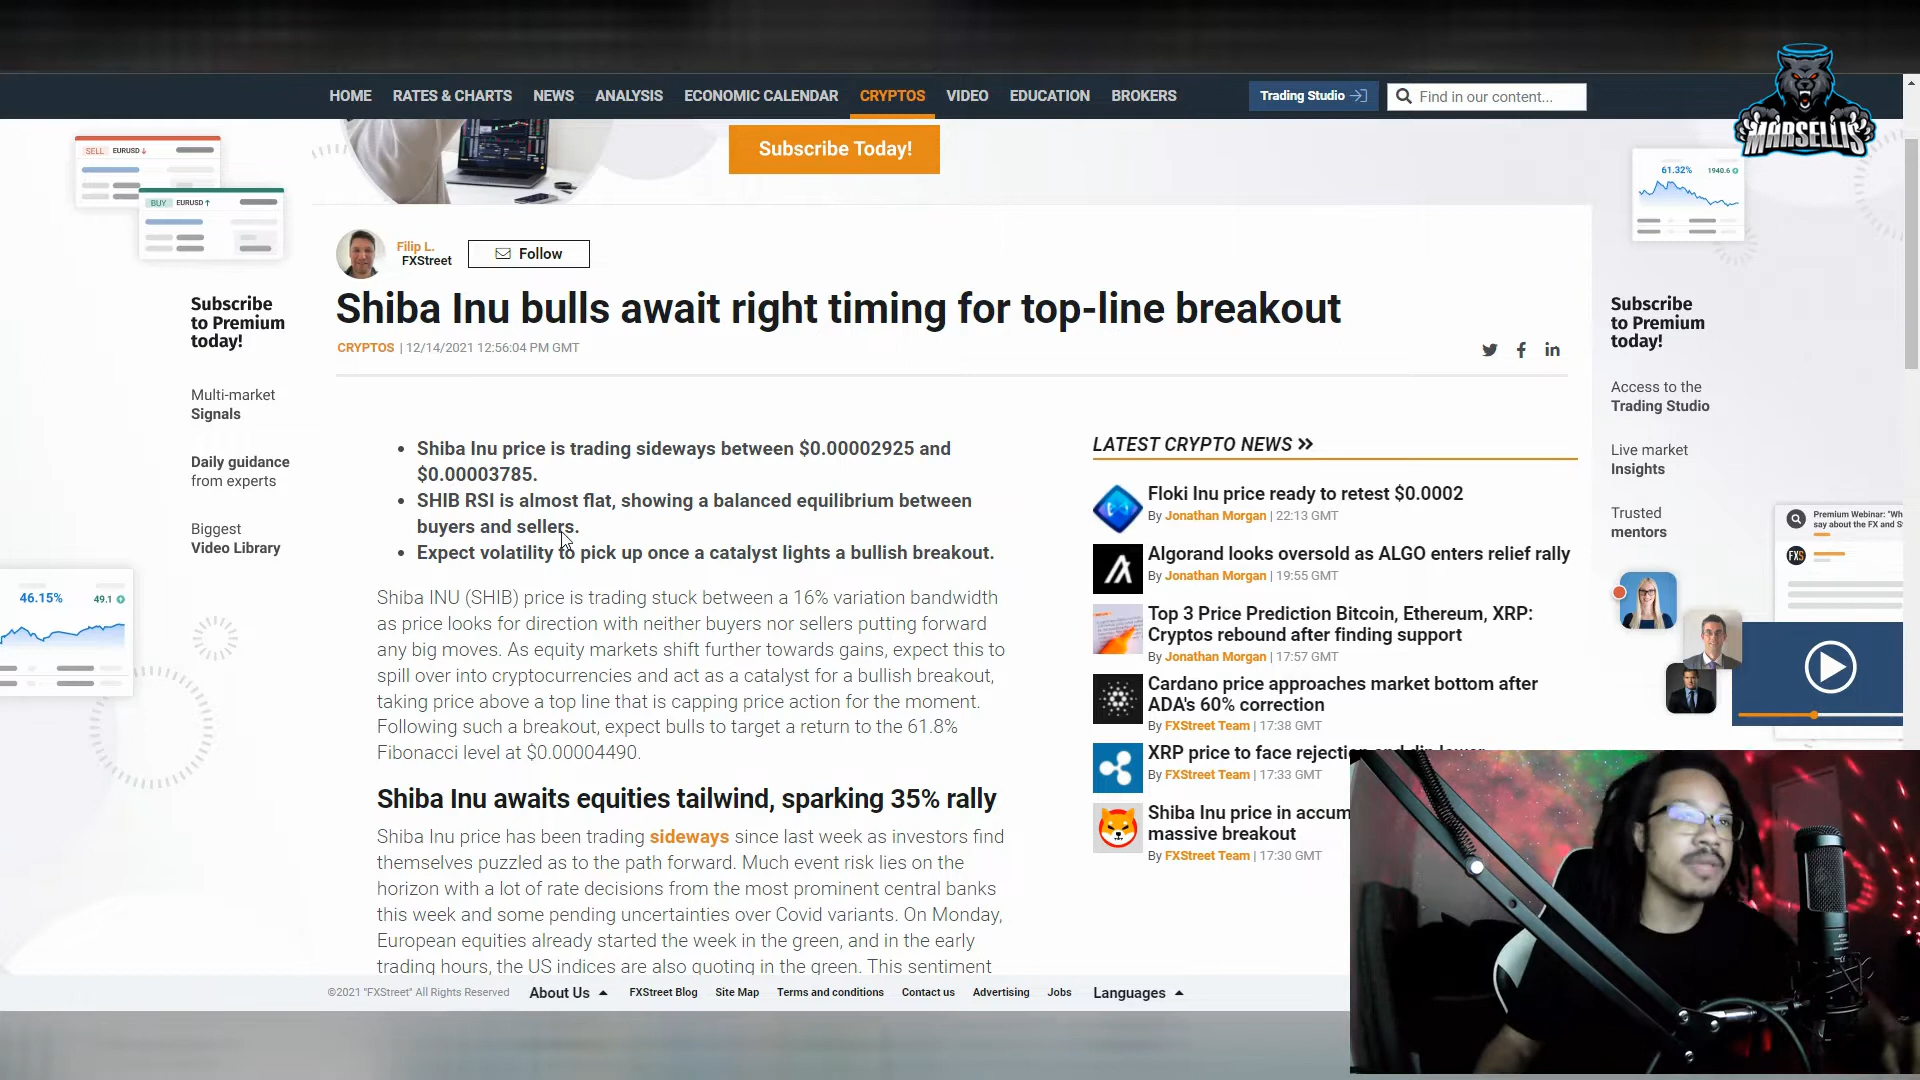 HOME RATES & CHARTS NEWS ANALYSIS ECONOMIC CALENDAR CRYPTOS VIDEO EDUCATION BROKERS Trading Studio Find in our content...
MARSELLIS
SELL EURUSD
BUY EURUSD
Subscribe Today!
61.32% 1940.6
Filip L.
FXStreet
Follow
Shiba Inu bulls await right timing for top-line breakout
CRYPTOS | 12/14/2021 12:56:04 PM GMT
Subscribe
to Premium
today!
Multi-market
Signals
Daily guidance
from experts
Biggest
Video Library
46.15% 49.1
• Shiba Inu price is trading sideways between $0.00002925 and
$0.00003785.
• SHIB RSI is almost flat, showing a balanced equilibrium between
buyers and sellers.
• Expect volatility to pick up once a catalyst lights a bullish breakout.
Shiba INU (SHIB) price is trading stuck between a 16% variation bandwidth
as price looks for direction with neither buyers nor sellers putting forward
any big moves. As equity markets shift further towards gains, expect this to
spill over into cryptocurrencies and act as a catalyst for a bullish breakout,
taking price above a top line that is capping price action for the moment.
Following such a breakout, expect bulls to target a return to the 61.8%
Fibonacci level at $0.00004490.
Shiba Inu awaits equities tailwind, sparking 35% rally
Shiba Inu price has been trading sideways since last week as investors find
themselves puzzled as to the path forward. Much event risk lies on the
horizon with a lot of rate decisions from the most prominent central banks
this week and some pending uncertainties over Covid variants. On Monday,
European equities already started the week in the green, and in the early
trading hours, the US indices are also quoting in the green. This sentiment
LATEST CRYPTO NEWS
Floki Inu price ready to retest $0.0002
By Jonathan Morgan | 22:13 GMT
Algorand looks oversold as ALGO enters relief rally
By Jonathan Morgan | 19:55 GMT
Top 3 Price Prediction Bitcoin, Ethereum, XRP:
Cryptos rebound after finding support
By Jonathan Morgan | 17:57 GMT
Cardano price approaches market bottom after
ADA's 60% correction
By FXStreet Team | 17:38 GMT
XRP price to face rejection and dip lower
By FXStreet Team | 17:33 GMT
Shiba Inu price in accum
massive breakout
By FXStreet Team | 17:30 GMT
Subscribe
to Premium
today!
Access to the
Trading Studio
Live market
Insights
Trusted
mentors
Premium Webinar: "Wh
say about the FX and S
FXS
©2021 "FXStreet" All Rights Reserved About Us FXStreet Blog Site Map Terms and conditions Contact us Advertising Jobs Languages